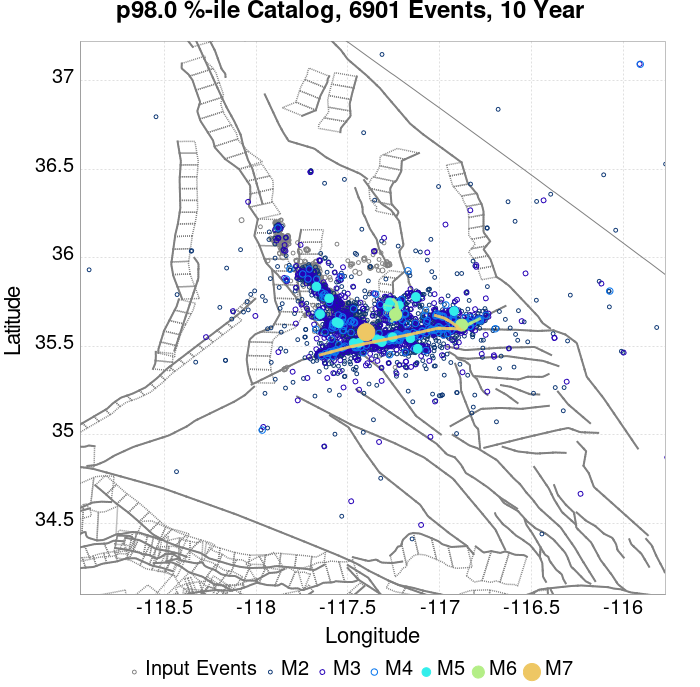 p98.0 %-ile Catalog, 6901 Events, 10 Year
37
36.5
36
35.5
35
34.5
Latitude
-118.5 -118 -117.5 -117 -116.5 -116
Longitude
Input Events M2 M3 M4 M5 M6 M7